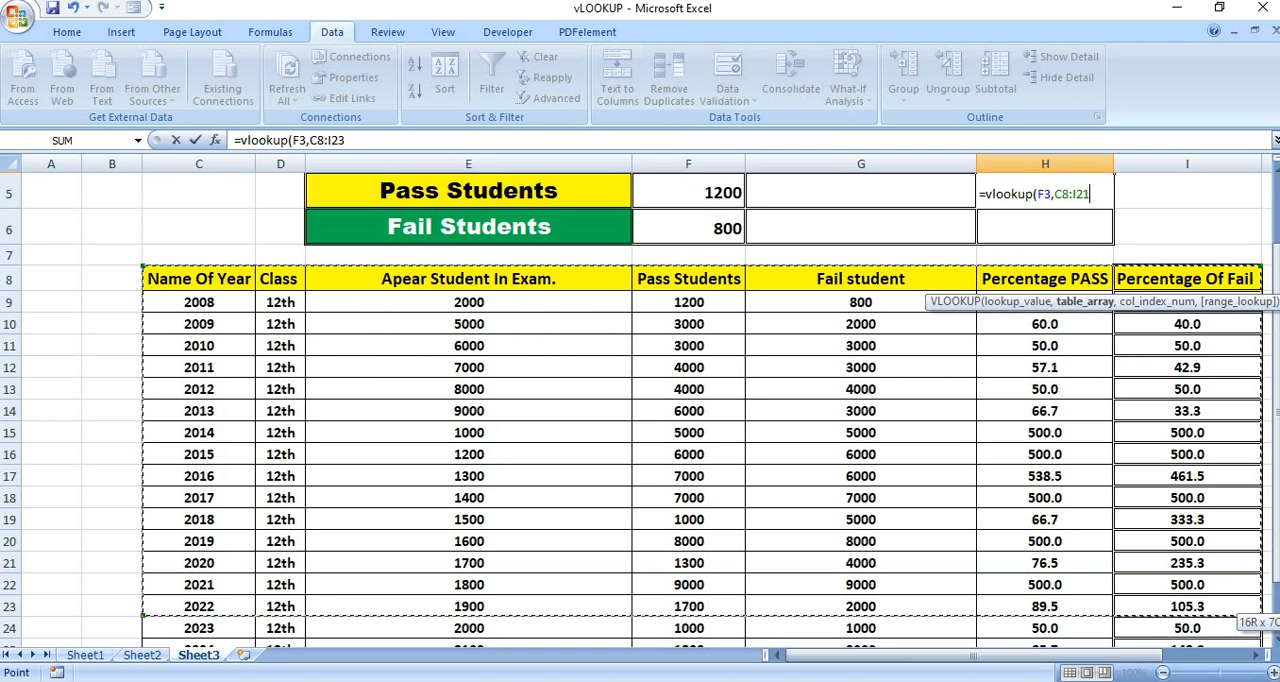 vLOOKUP - Microsoft Excel
Home Insert Page Layout Formulas Data Review View Developer PDFelement
From Access From Web From Text From Other Sources Existing Connections Refresh All Connections Properties Edit Links Sort Filter Clear Reapply Advanced Text to Columns Remove Duplicates Data Validation Consolidate What-If Analysis Group Ungroup Subtotal Show Detail Hide Detail
Get External Data Connections Sort & Filter Data Tools Outline
SUM fx =vlookup(F3,C8:I23
A B C D E F G H I
5 Pass Students 1200 =vlookup(F3,C8:I21
6 Fail Students 800
7
8 Name Of Year Class Apear Student In Exam. Pass Students Fail student Percentage PASS Percentage Of Fail
9 2008 12th 2000 1200 800
VLOOKUP(lookup_value, table_array, col_index_num, [range_lookup])
10 2009 12th 5000 3000 2000 60.0 40.0
11 2010 12th 6000 3000 3000 50.0 50.0
12 2011 12th 7000 4000 3000 57.1 42.9
13 2012 12th 8000 4000 4000 50.0 50.0
14 2013 12th 9000 6000 3000 66.7 33.3
15 2014 12th 1000 5000 5000 500.0 500.0
16 2015 12th 1200 6000 6000 500.0 500.0
17 2016 12th 1300 7000 6000 538.5 461.5
18 2017 12th 1400 7000 7000 500.0 500.0
19 2018 12th 1500 1000 5000 66.7 333.3
20 2019 12th 1600 8000 8000 500.0 500.0
21 2020 12th 1700 1300 4000 76.5 235.3
22 2021 12th 1800 9000 9000 500.0 500.0
23 2022 12th 1900 1700 2000 89.5 105.3
16R x 7C
24 2023 12th 2000 1000 1000 50.0 50.0
Sheet1 Sheet2 Sheet3
Point 100%